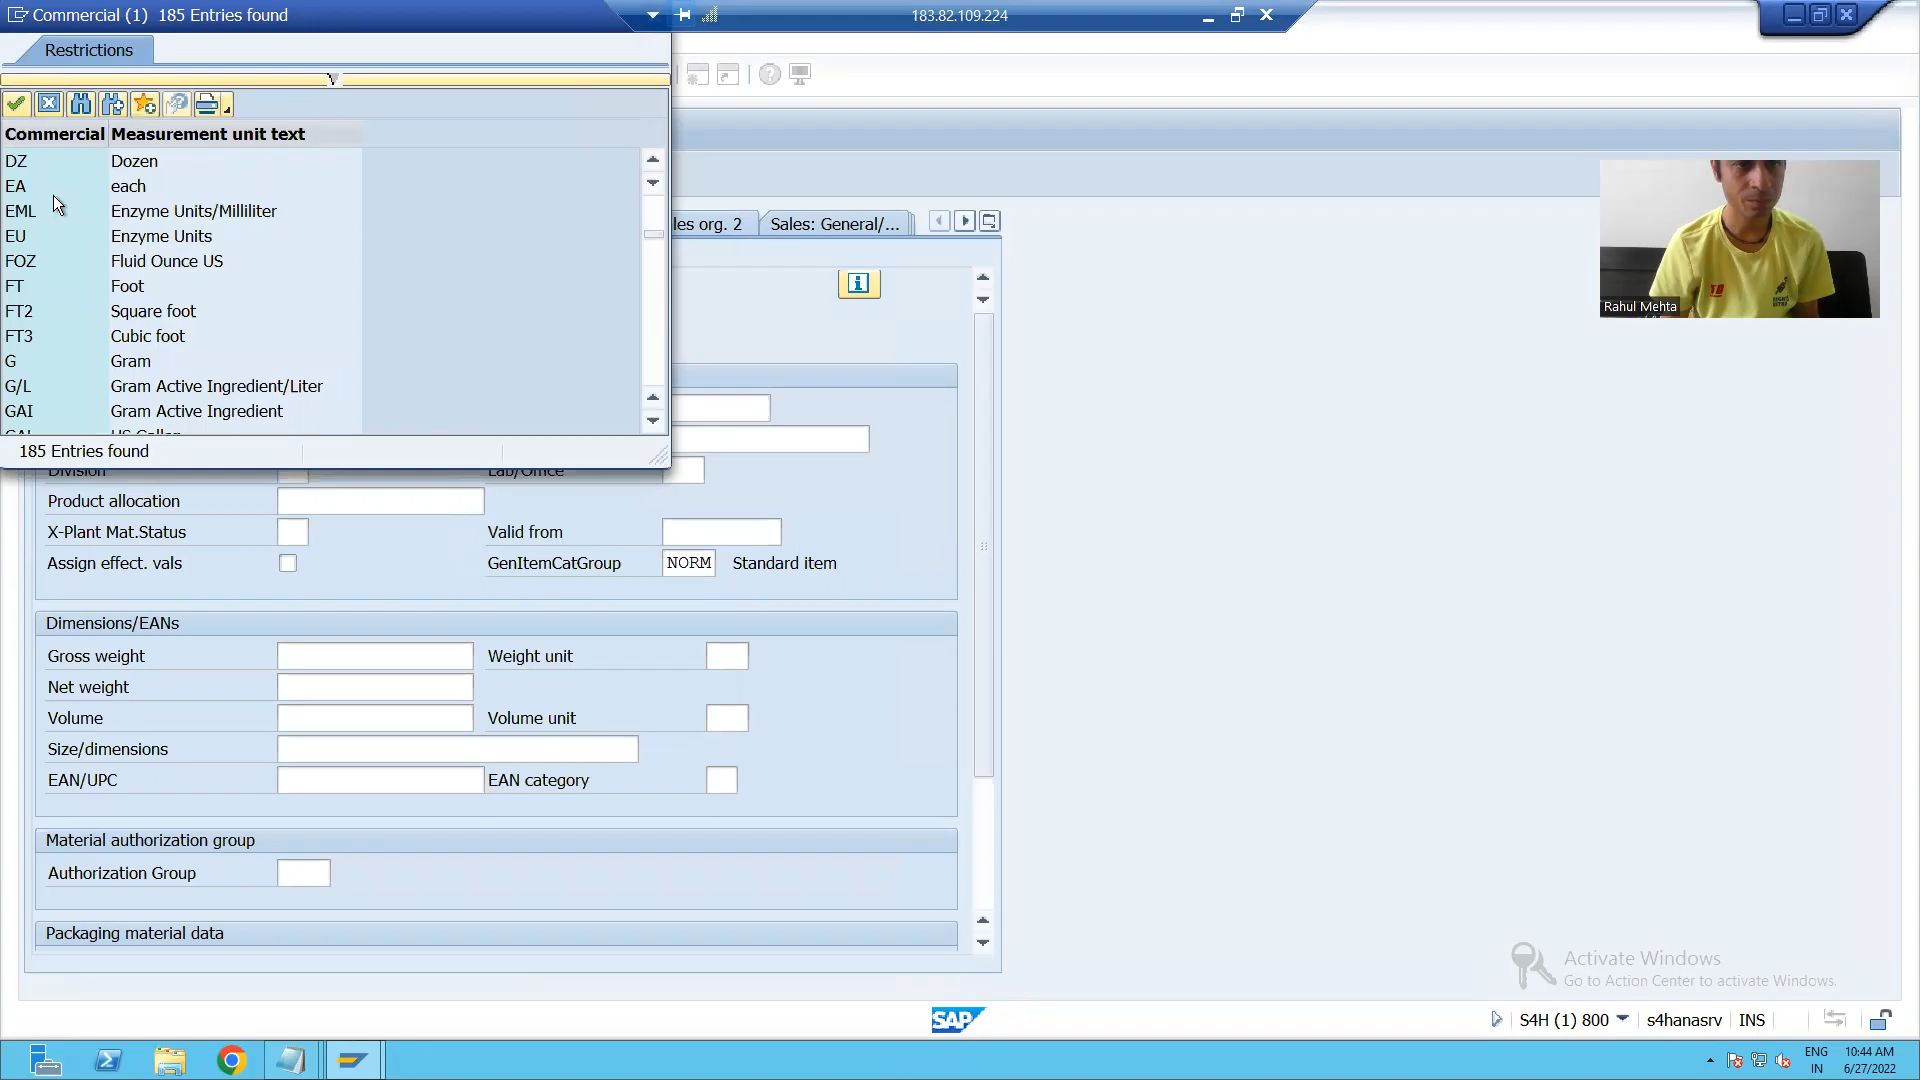 Commercial (1)  185 Entries found
183.82.109.224
Restrictions
Commercial Measurement unit text
DZ Dozen
EA each
EML Enzyme Units/Milliliter
EU Enzyme Units
FOZ Fluid Ounce US
FT Foot
FT2 Square foot
FT3 Cubic foot
G Gram
G/L Gram Active Ingredient/Liter
GAI Gram Active Ingredient
185 Entries found
les org. 2
Sales: General/...
Rahul Mehta
Division Lab/Office
Product allocation
X-Plant Mat.Status Valid from
Assign effect. vals GenItemCatGroup NORM Standard item
Dimensions/EANs
Gross weight Weight unit
Net weight
Volume Volume unit
Size/dimensions
EAN/UPC EAN category
Material authorization group
Authorization Group
Packaging material data
Activate Windows
Go to Action Center to activate Windows.
SAP
S4H (1) 800 s4hanasrv INS
ENG 10:44 AM
IN 6/27/2022